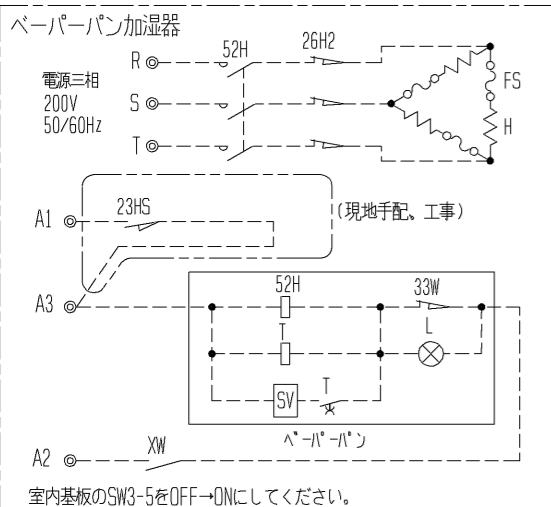 ベーパーパン加湿器
電源三相
200V
50/60Hz
R
52H
26H2
S
T
FS
H
A1
23HS
(現地手配。工事)
A3
52H
33W
T
L
SV
T
ベーパーパン
A2
XW
室内基板のSW3-5をOFF→ONにしてください。